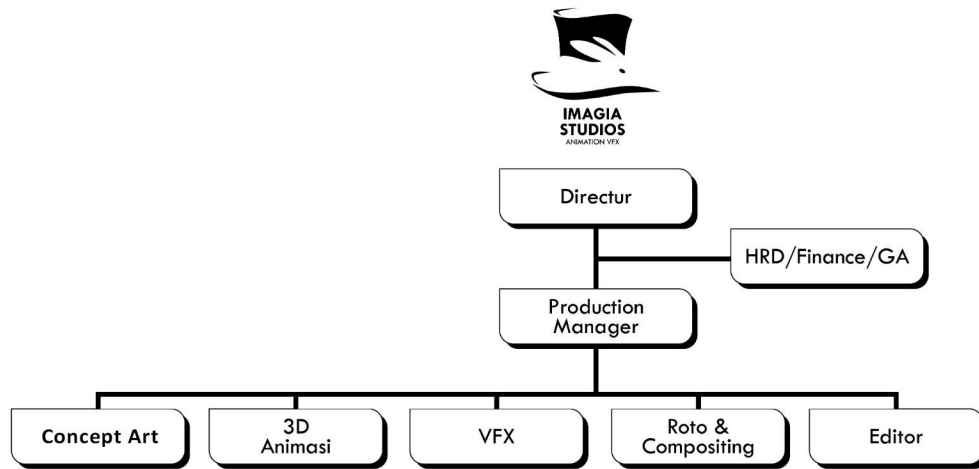 IMAGIA
STUDIOS
ANIMATION VFX
Directur
HRD/Finance/GA
Production
Manager
Concept Art
3D
Animasi
VFX
Roto &
Compositing
Editor